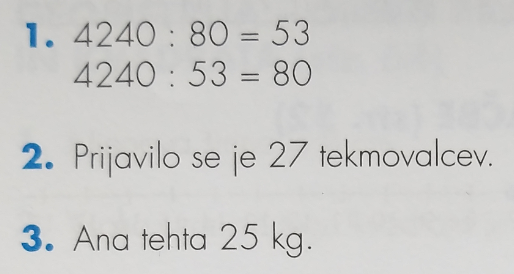 1. 4240 : 80 = 53
4240 : 53 = 80
2. Prijavilo se je 27 tekmovalcev.
3. Ana tehta 25 kg.